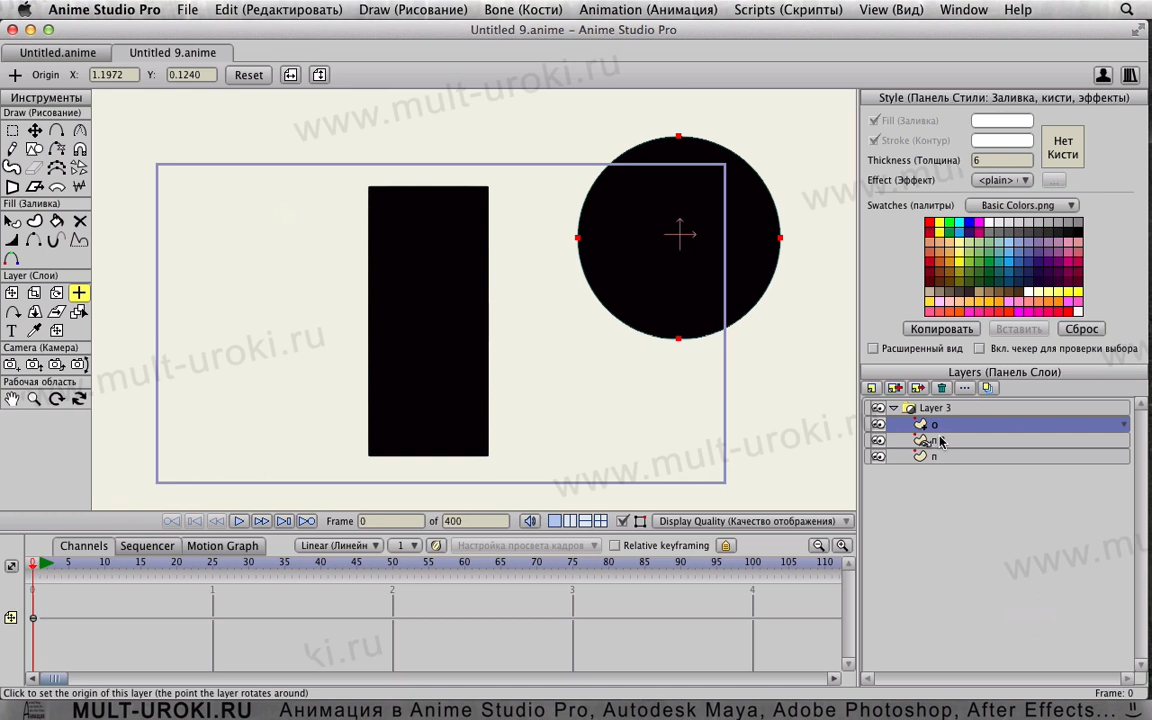 Anime Studio Pro File Edit (Редактировать) Draw (Рисование) Bone (Кости) Animation (Анимация) Scripts (Скрипты) View (Вид) Window Help
Untitled 9.anime – Anime Studio Pro
Untitled.anime Untitled 9.anime
Origin X: 1.1972 Y: 0.1240 Reset
Инструменты
Draw (Рисование)
Fill (Заливка)
Layer (Слои)
T
Camera (Камера)
Рабочая область
www.mult-uroki.ru
Style (Панель Стили: Заливка, кисти, эффекты)
Fill (Заливка)
Stroke (Контур)
Нет
Кисти
Thickness (Толщина) 6
Effect (Эффект) <plain> ...
Swatches (палитры) Basic Colors.png
Копировать Вставить Сброс
Расширенный вид Вкл. чекер для проверки выбора
Layers (Панель Слои)
Layer 3
о
п
п
Frame 0 of 400 Display Quality (Качество отображения)
Channels Sequencer Motion Graph Linear (Линейн 1 Настройка просвета кадров Relative keyframing
0 5 10 15 20 25 30 35 40 45 50 55 60 65 70 75 80 85 90 95 100 105 110
0 1 2 3 4
ki.ru
Click to set the origin of this layer (the point the layer rotates around) Frame: 0
MULT-UROKI.RU Анимация в Anime Studio Pro, Autodesk Maya, Adobe Photoshop, After Effects...